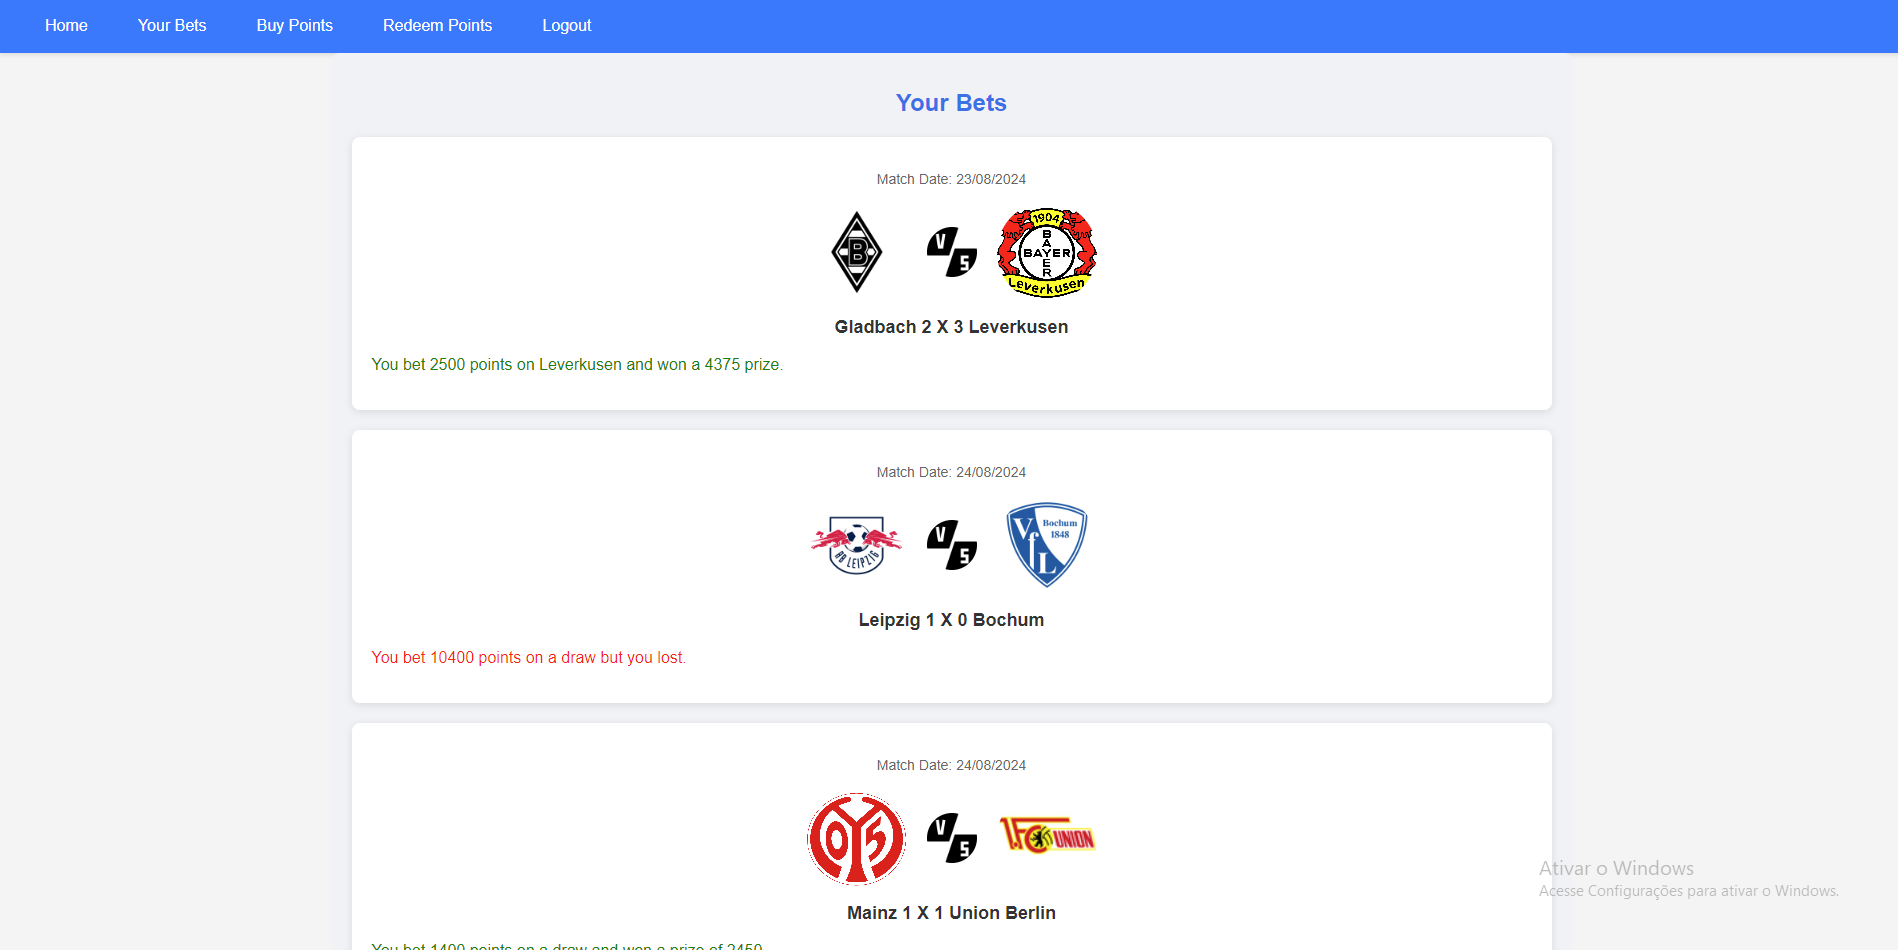 Home Your Bets Buy Points Redeem Points Logout
Your Bets
Match Date: 23/08/2024
B
V S
1904
BAYER
BAYER
Leverkusen
Gladbach 2 X 3 Leverkusen
You bet 2500 points on Leverkusen and won a 4375 prize.
Match Date: 24/08/2024
RB LEIPZIG
V S
VfL
Bochum
1848
Leipzig 1 X 0 Bochum
You bet 10400 points on a draw but you lost.
Match Date: 24/08/2024
05
V S
1.FC UNION
Mainz 1 X 1 Union Berlin
You bet 1400 points on a draw and won a prize of 2450
Ativar o Windows
Acesse Configurações para ativar o Windows.